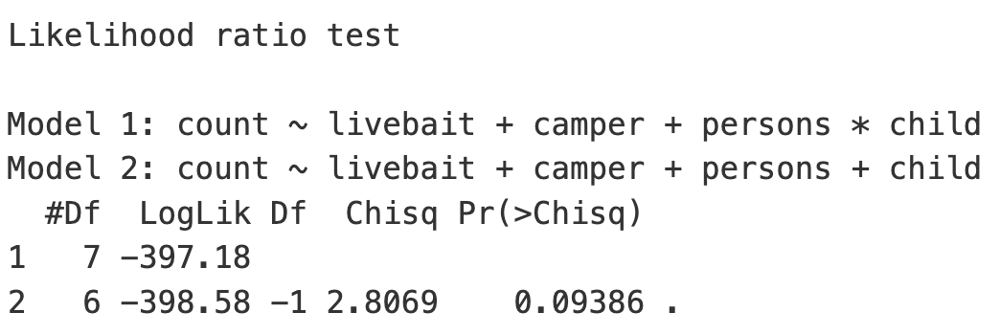 Likelihood ratio test
Model 1: count ~ livebait + camper + persons * child
Model 2: count ~ livebait + camper + persons + child
#Df LogLik Df Chisq Pr(>Chisq)
1 7 -397.18
2 6 -398.58 -1 2.8069 0.09386 .